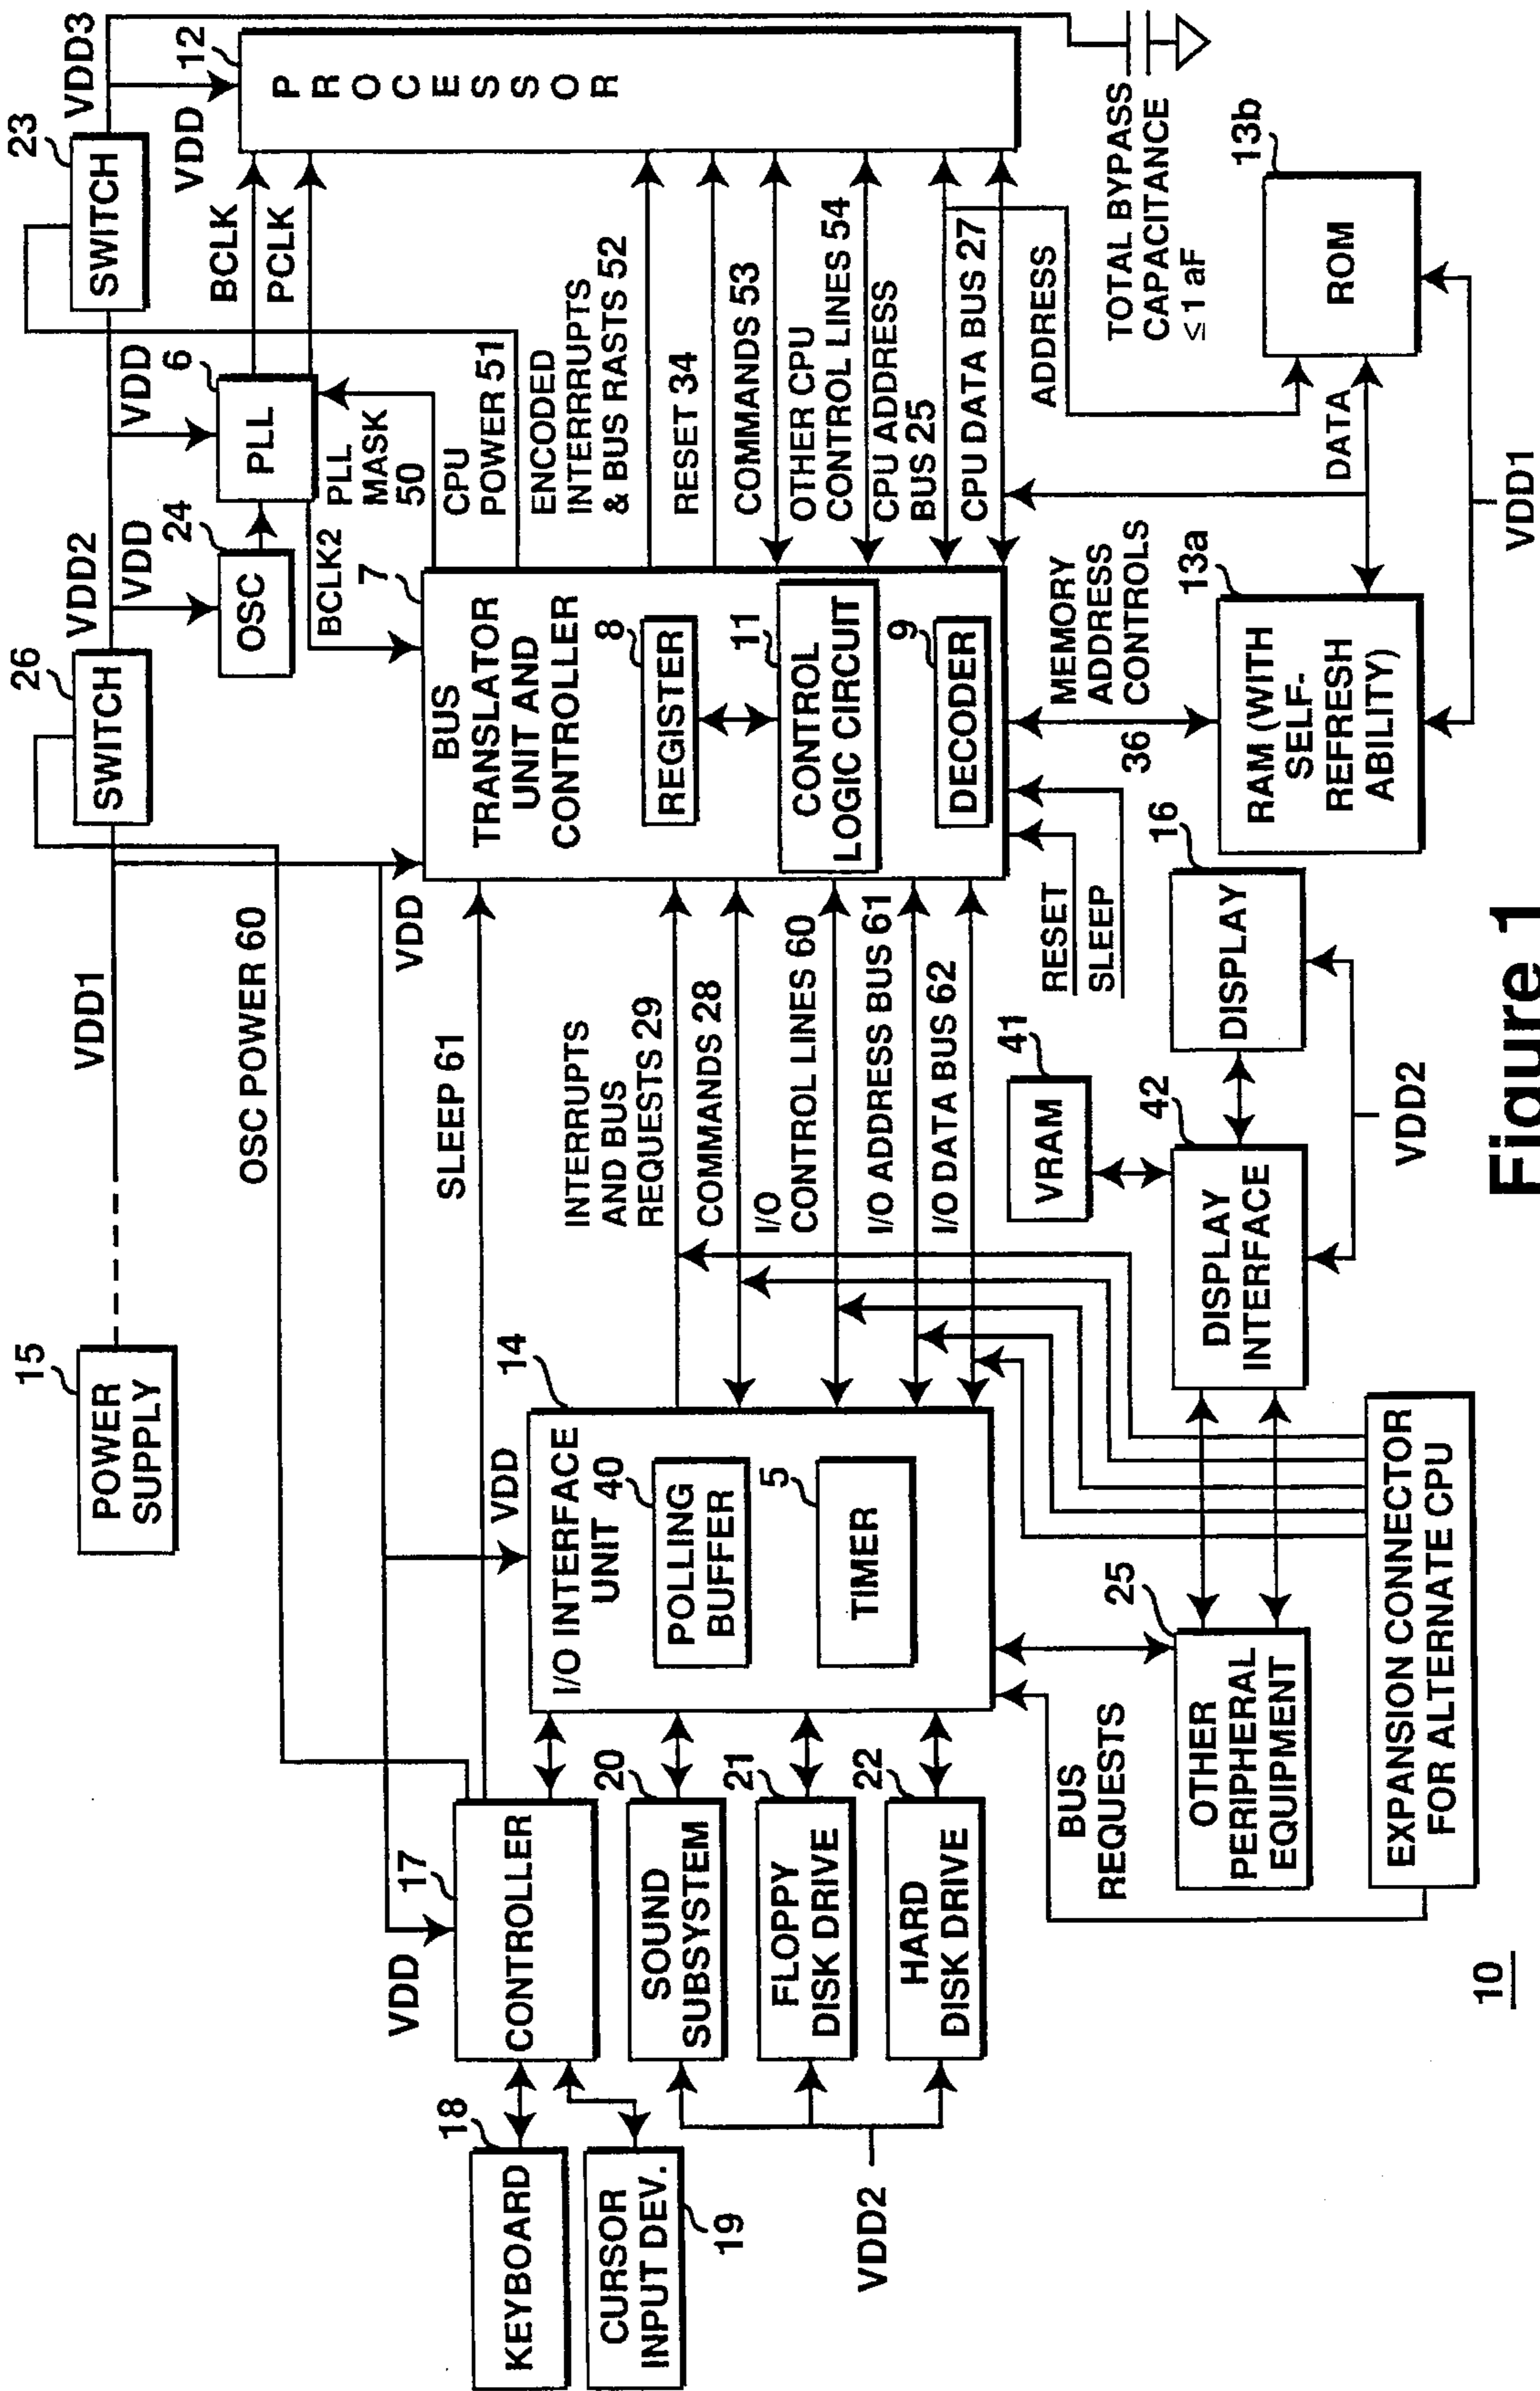 15
POWER
SUPPLY
VDD1
26
SWITCH
VDD2
23
SWITCH
VDD3
OSC POWER 60
VDD
24
OSC
VDD
6
PLL
VDD
12
PROCESSOR
BCLK
PCLK
BCLK2
PLL
MASK
50
CPU
POWER 51
ENCODED
INTERRUPTS
& BUS RASTS 52
RESET 34
COMMANDS 53
OTHER CPU
CONTROL LINES 54
CPU ADDRESS
BUS 25
CPU DATA BUS 27
7
BUS
TRANSLATOR
UNIT AND
CONTROLLER
8
REGISTER
11
CONTROL
LOGIC CIRCUIT
9
DECODER
VDD
SLEEP 61
INTERRUPTS
AND BUS
REQUESTS 29
COMMANDS 28
I/O
CONTROL LINES 60
I/O ADDRESS BUS 61
I/O DATA BUS 62
RESET
SLEEP
14
VDD
I/O INTERFACE
UNIT 40
POLLING
BUFFER
5
TIMER
VDD
17
CONTROLLER
18
KEYBOARD
CURSOR
INPUT DEV.
19
20
SOUND
SUBSYSTEM
21
FLOPPY
DISK DRIVE
22
HARD
DISK DRIVE
VDD2
BUS
REQUESTS
25
OTHER
PERIPHERAL
EQUIPMENT
EXPANSION CONNECTOR
FOR ALTERNATE CPU
41
VRAM
42
DISPLAY
INTERFACE
16
DISPLAY
VDD2
36
MEMORY
ADDRESS
CONTROLS
13a
RAM (WITH
SELF-
REFRESH
ABILITY)
ADDRESS
DATA
13b
ROM
VDD1
TOTAL BYPASS
CAPACITANCE
≤ 1 aF
10
Figure 1